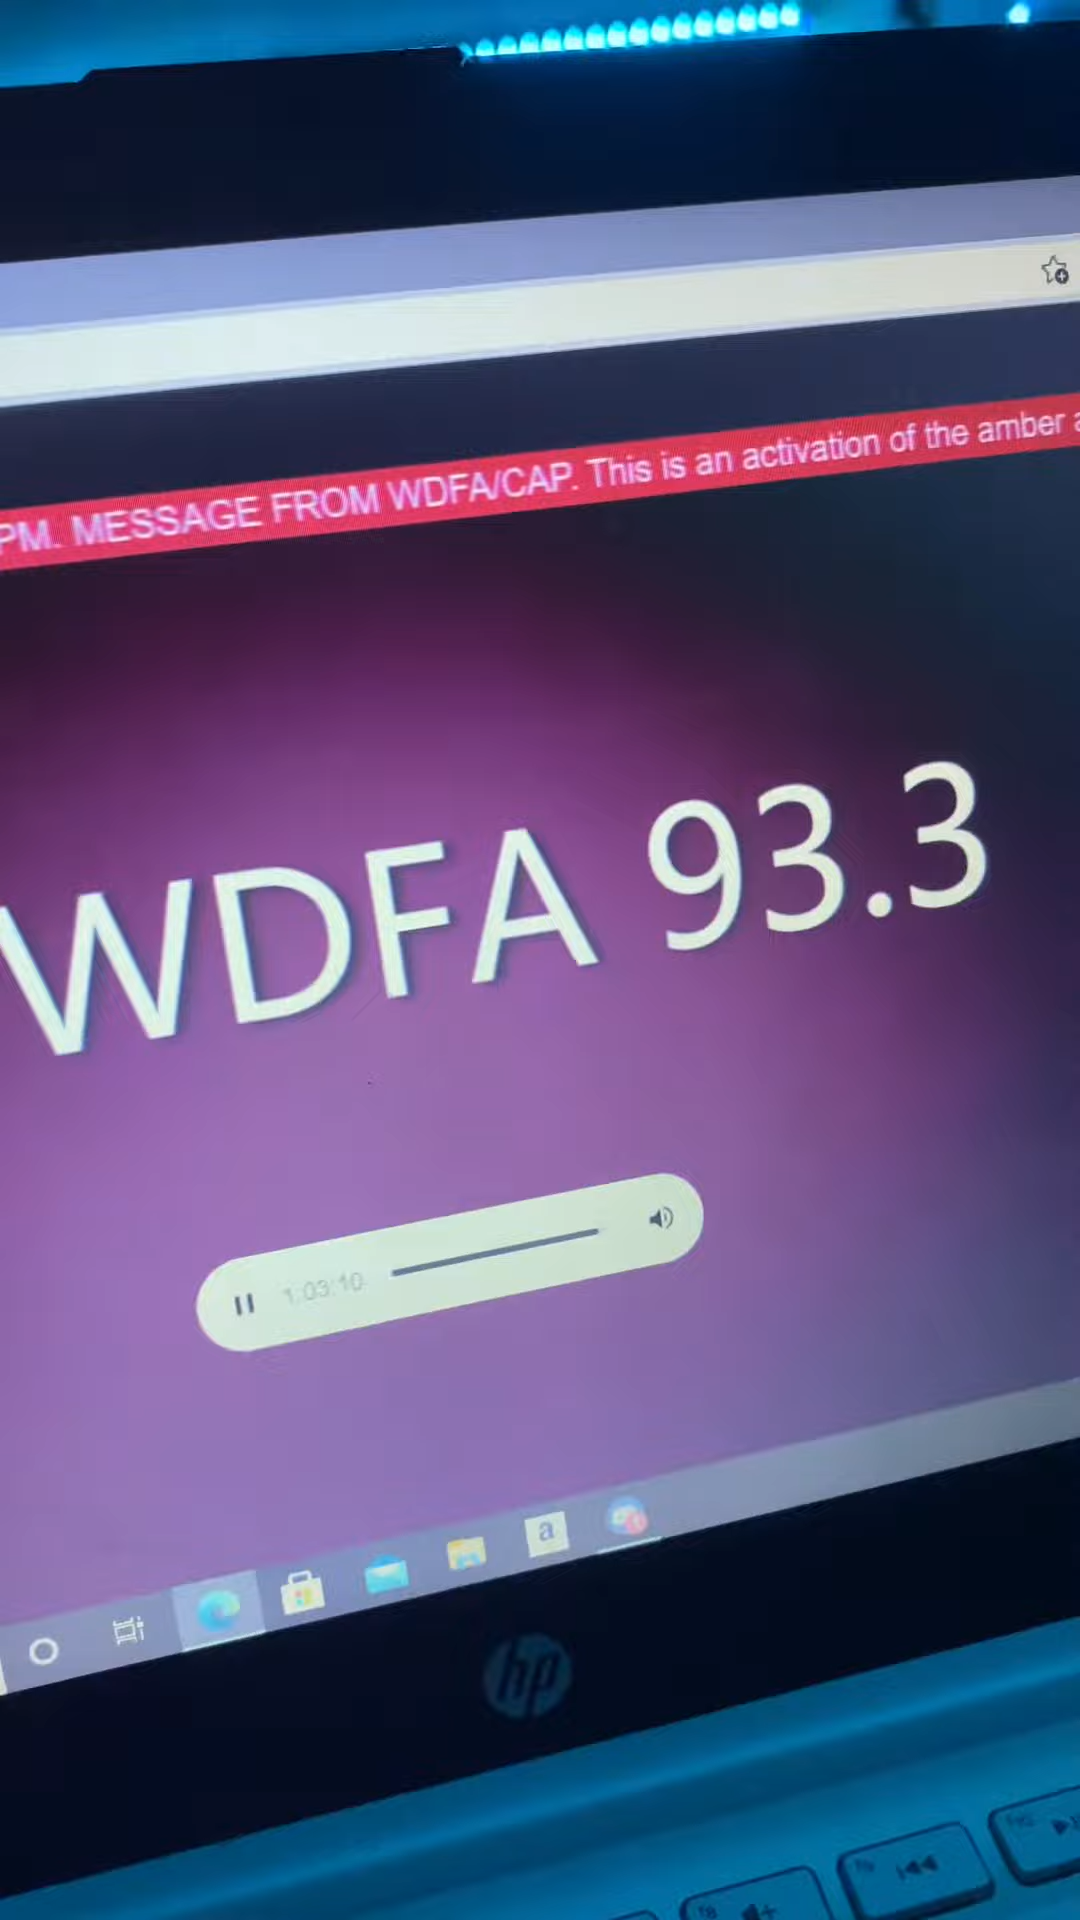 PM. MESSAGE FROM WDFA/CAP. This is an activation of the amber a
WDFA 93.3
1:03:10
a
hp